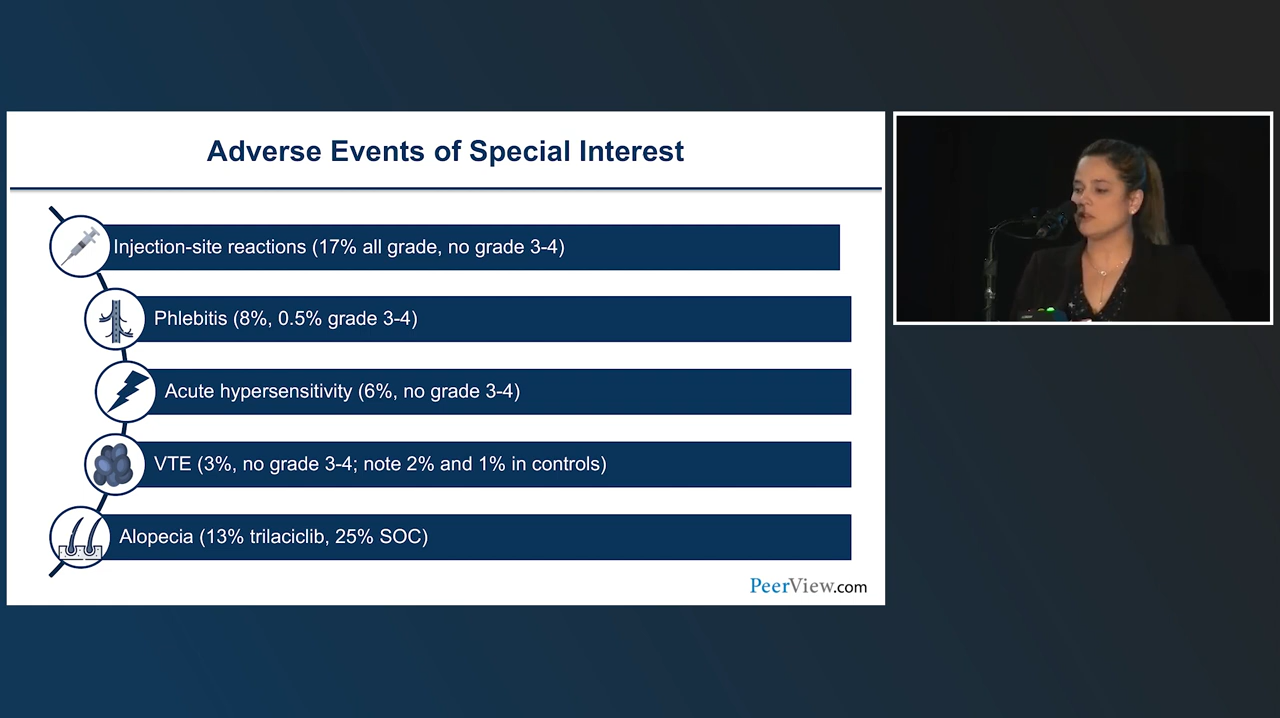 Adverse Events of Special Interest
Injection-site reactions (17% all grade, no grade 3-4)
Phlebitis (8%, 0.5% grade 3-4)
Acute hypersensitivity (6%, no grade 3-4)
VTE (3%, no grade 3-4; note 2% and 1% in controls)
Alopecia (13% trilaciclib, 25% SOC)
PeerView.com